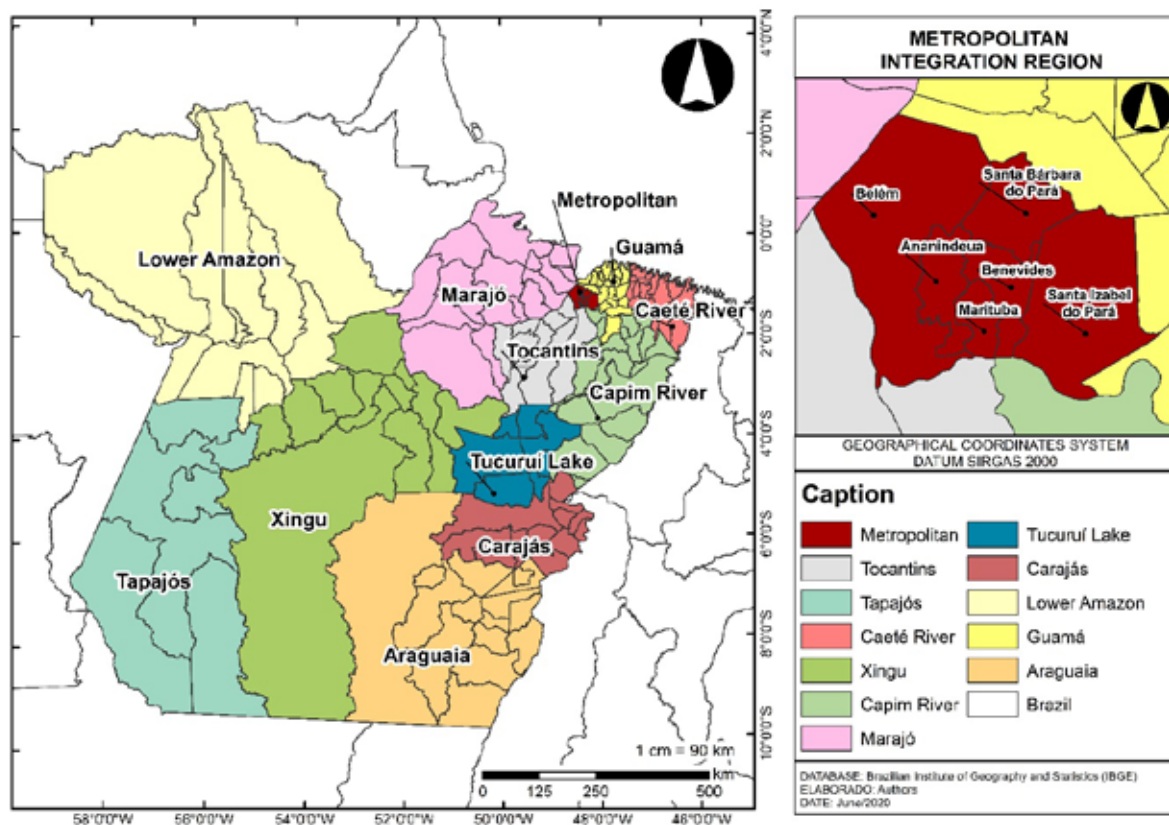 Metropolitan
Guamá
Lower Amazon
Marajó
Caeté River
Tocantins
Capim River
Tucuruí Lake
Xingu
Carajás
Tapajós
Araguaia
4°0'0"N
2°0'0"N
0°0'0"
2°0'0"S
4°0'0"S
6°0'0"S
8°0'0"S
10°0'0"S
1 cm = 90 km
km
0 125 250 500
58°0'0"W 56°0'0"W 54°0'0"W 52°0'0"W 50°0'0"W 48°0'0"W 46°0'0"W
METROPOLITAN
INTEGRATION REGION
Santa Bárbara
do Pará
Belém
Ananindeua
Benevides
Marituba
Santa Izabel
do Pará
GEOGRAPHICAL COORDINATES SYSTEM
DATUM SIRGAS 2000
Caption
Metropolitan
Tocantins
Tapajós
Caeté River
Xingu
Capim River
Marajó
Tucuruí Lake
Carajás
Lower Amazon
Guamá
Araguaia
Brazil
DATABASE: Brazilian Institute of Geography and Statistics (IBGE)
ELABORADO: Authors
DATE: June/2020